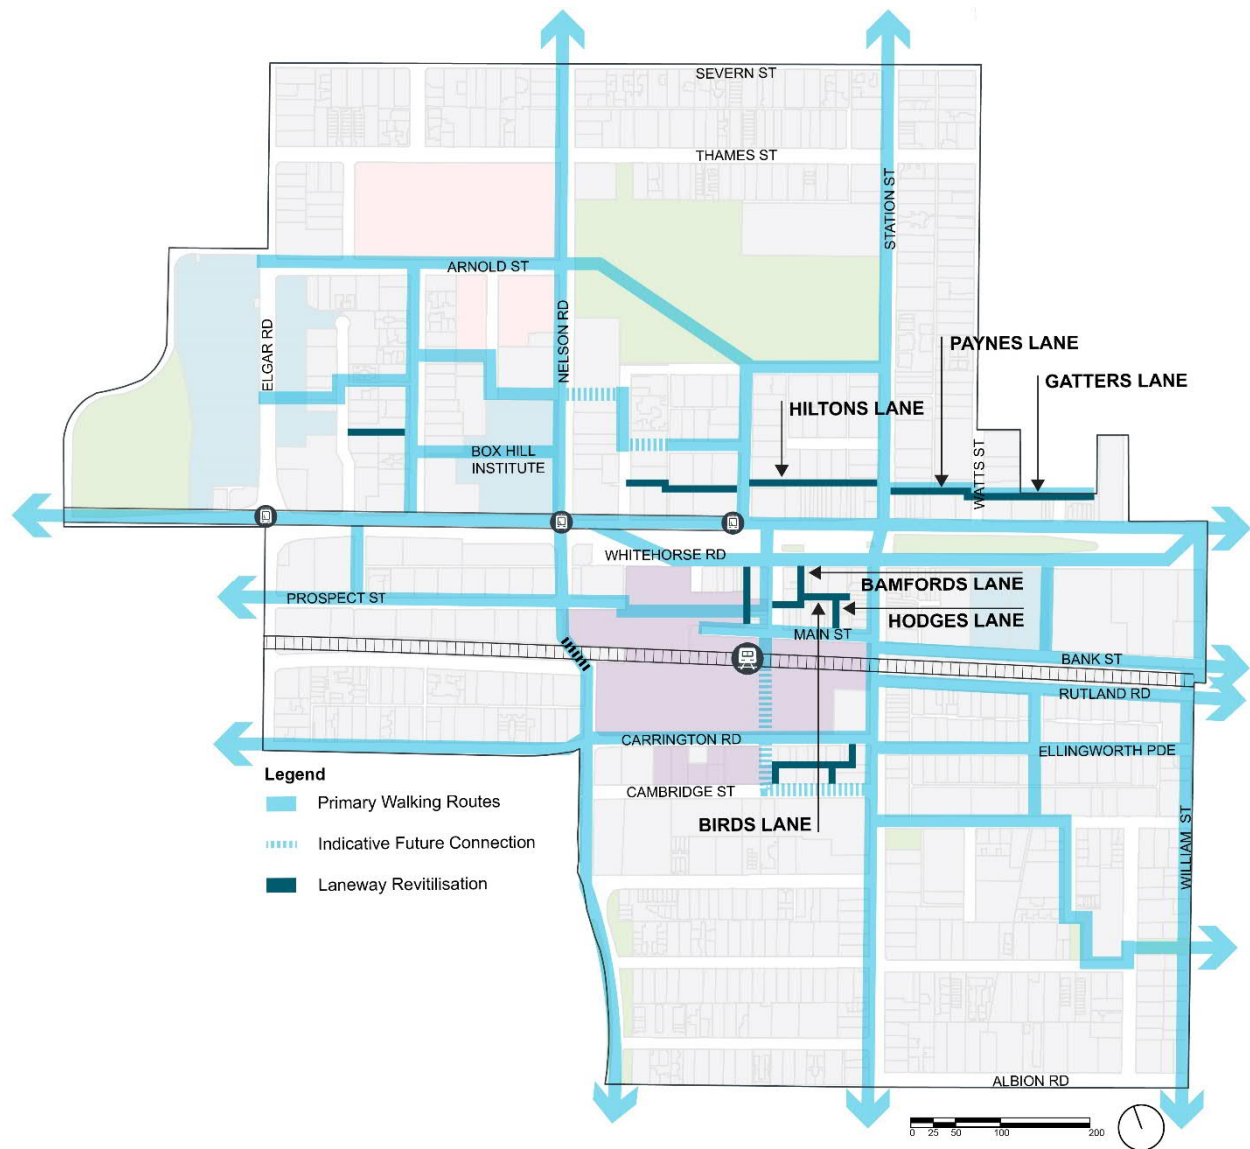 SEVERN ST
THAMES ST
STATION ST
ARNOLD ST
NELSON RD
ELGAR RD
PAYNES LANE
GATTERS LANE
HILTONS LANE
BOX HILL
INSTITUTE
WATTS ST
WHITEHORSE RD
BAMFORDS LANE
PROSPECT ST
HODGES LANE
MAIN ST
BANK ST
RUTLAND RD
CARRINGTON RD
ELLINGWORTH PDE
Legend
Primary Walking Routes
Indicative Future Connection
Laneway Revitilisation
CAMBRIDGE ST
BIRDS LANE
WILLIAM ST
ALBION RD
0 25 50 100 200